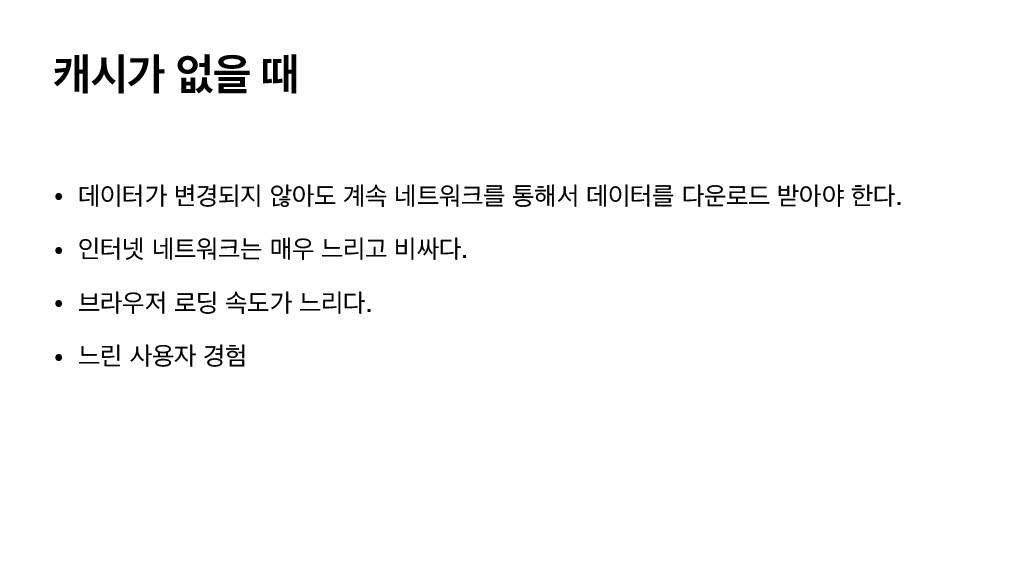 캐시가 없을 때
• 데이터가 변경되지 않아도 계속 네트워크를 통해서 데이터를 다운로드 받아야 한다.
• 인터넷 네트워크는 매우 느리고 비싸다.
• 브라우저 로딩 속도가 느리다.
• 느린 사용자 경험